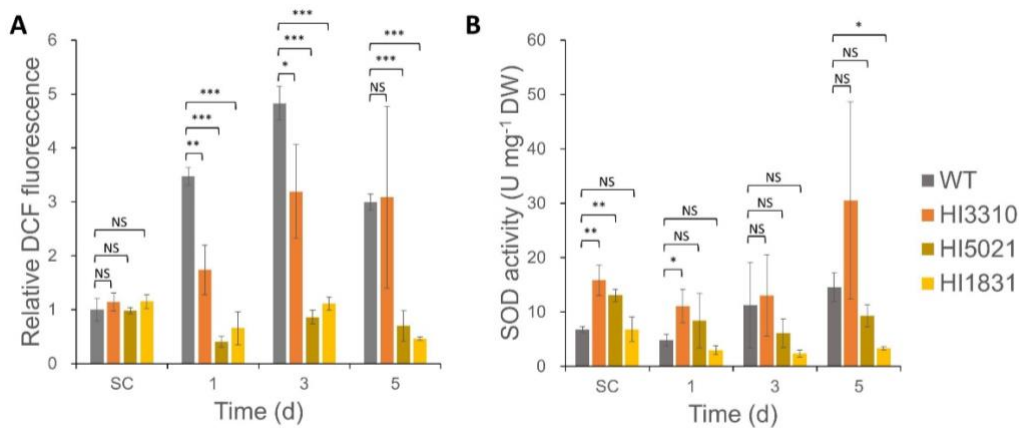 A
Relative DCF fluorescence
6
5
4
3
2
1
0
NS
NS
NS
**
***
***
*
***
***
NS
***
***
SC
1
3
5
Time (d)
B
SOD activity (U mg⁻¹ DW)
60
50
40
30
20
10
0
**
**
NS
*
NS
NS
NS
NS
NS
NS
NS
*
SC
1
3
5
Time (d)
WT
HI3310
HI5021
HI1831